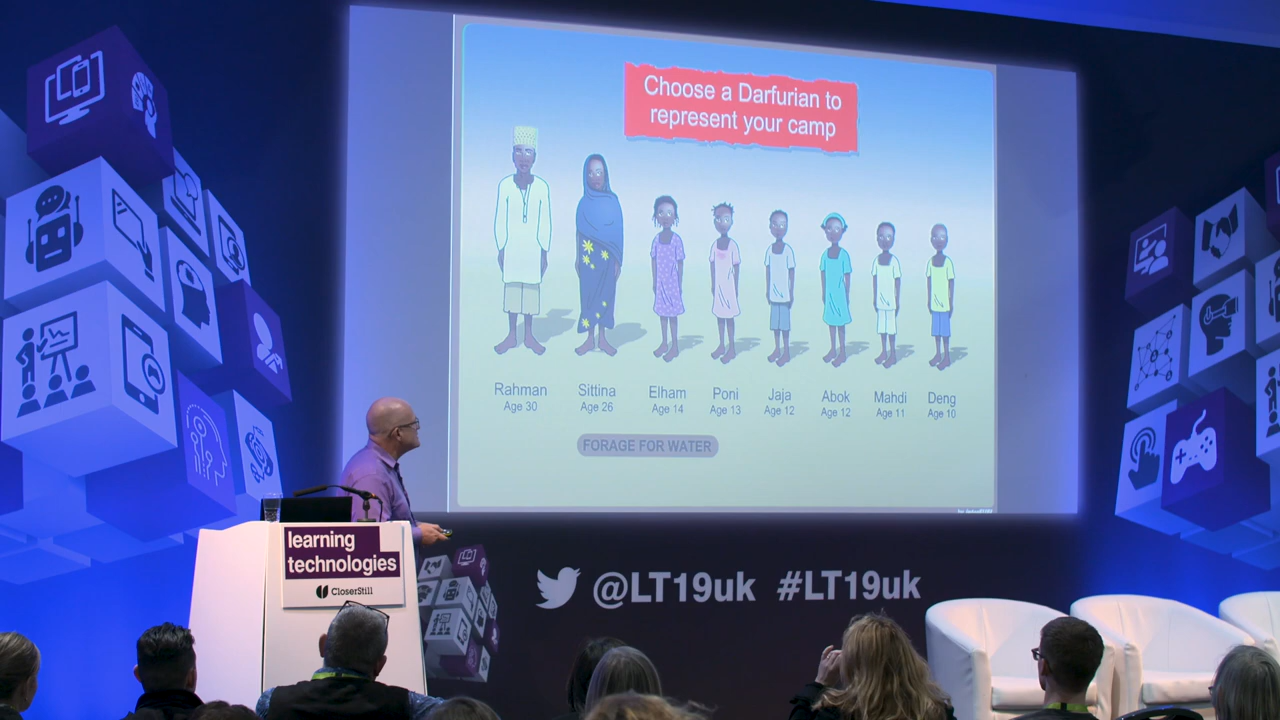 Choose a Darfurian to
represent your camp
Rahman
Age 30
Sittina
Age 26
Elham
Age 14
Poni
Age 13
Jaja
Age 12
Abok
Age 12
Mahdi
Age 11
Deng
Age 10
FORAGE FOR WATER
learning
technologies
CloserStill
@LT19uk #LT19uk